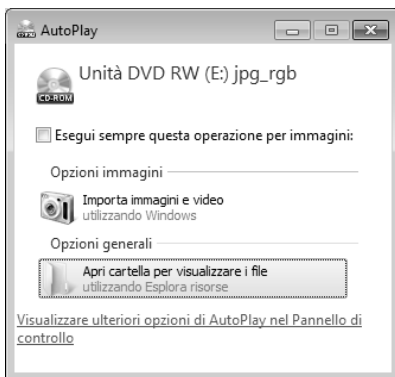 AutoPlay
Unità DVD RW (E:) jpg_rgb
CD-ROM
Esegui sempre questa operazione per immagini:
Opzioni immagini
Importa immagini e video
utilizzando Windows
Opzioni generali
Apri cartella per visualizzare i file
utilizzando Esplora risorse
Visualizzare ulteriori opzioni di AutoPlay nel Pannello di
controllo